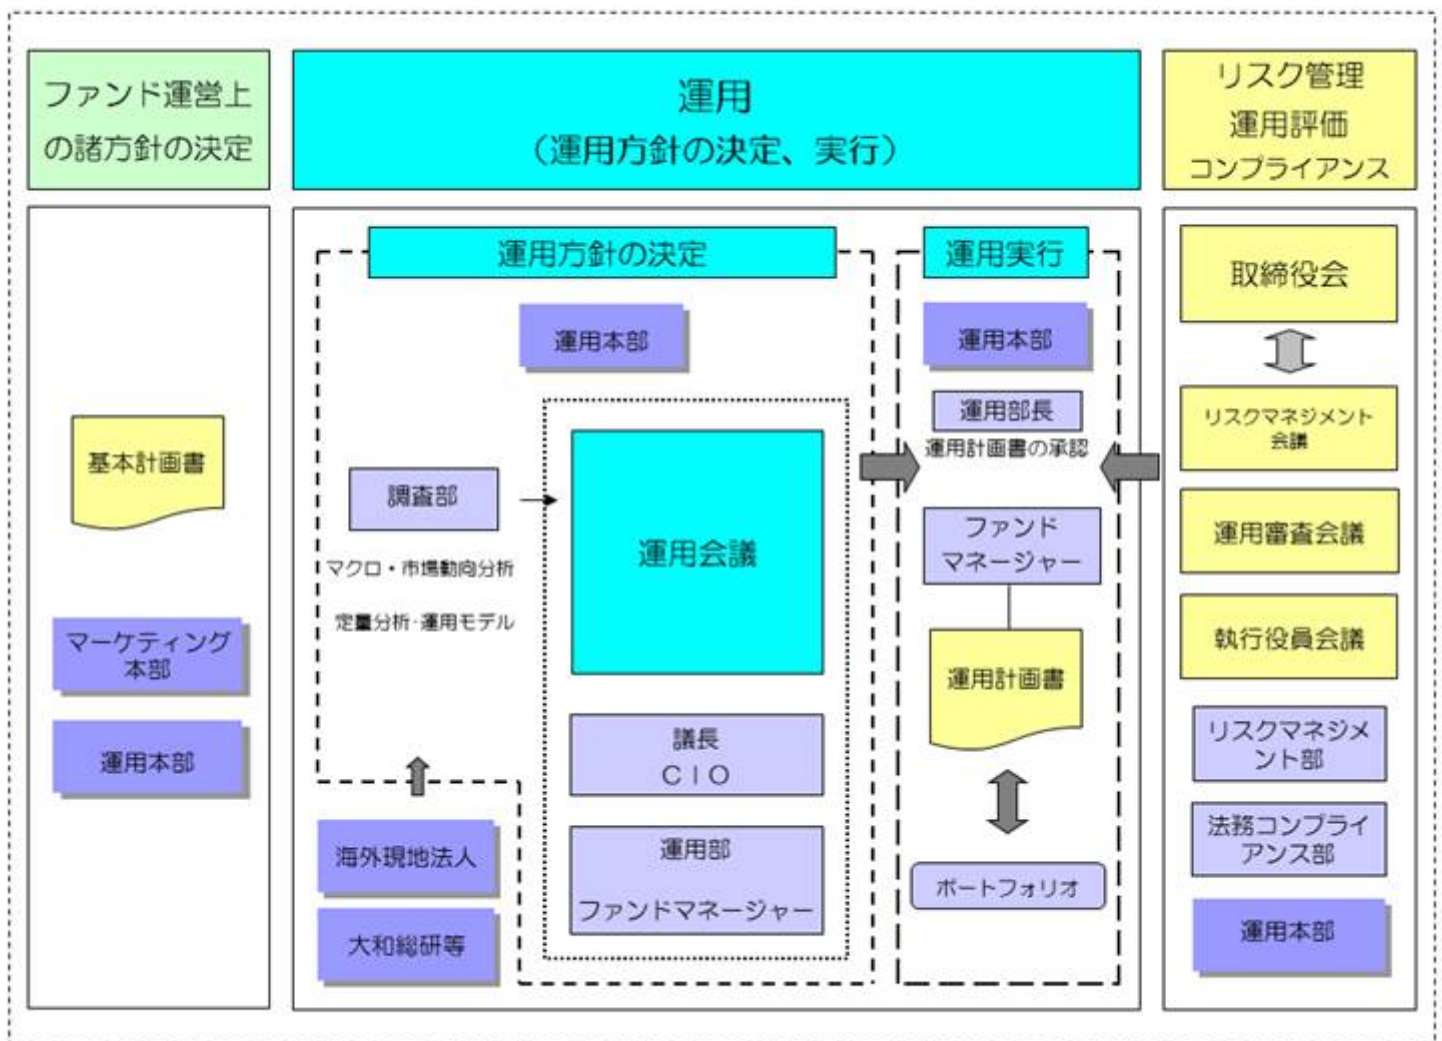 ファンド運営上
の諸方針の決定
運用
（運用方針の決定、実行）
リスク管理
運用評価
コンプライアンス
基本計画書
マーケティング
本部
運用本部
運用方針の決定
運用本部
調査部
マクロ・市場動向分析
定量分析･運用モデル
運用会議
議長
ＣＩＯ
運用部
ファンドマネージャー
海外現地法人
大和総研等
運用実行
運用本部
運用部長
運用計画書の承認
ファンド
マネージャー
運用計画書
ポートフォリオ
取締役会
リスクマネジメント
会議
運用審査会議
執行役員会議
リスクマネジメ
ント部
法務コンプライ
アンス部
運用本部